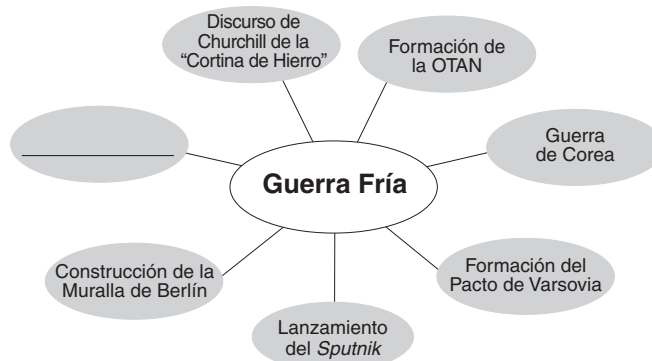 Discurso de
Churchill de la
“Cortina de Hierro”
Formación de
la OTAN
Guerra
de Corea
Guerra Fría
Construcción de la
Muralla de Berlín
Formación del
Pacto de Varsovia
Lanzamiento
del Sputnik